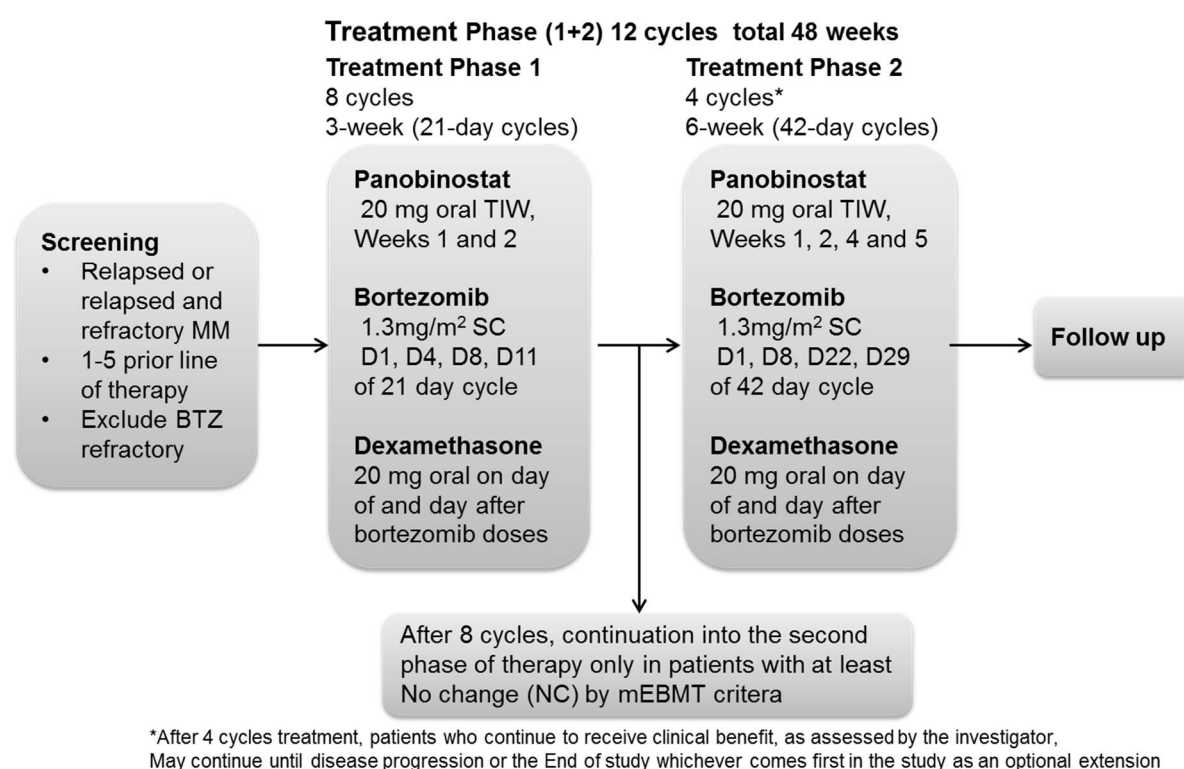 Treatment Phase (1+2) 12 cycles total 48 weeks
Treatment Phase 1
8 cycles
3-week (21-day cycles)
Treatment Phase 2
4 cycles*
6-week (42-day cycles)
Screening
• Relapsed or
relapsed and
refractory MM
• 1-5 prior line
of therapy
• Exclude BTZ
refractory
Panobinostat
20 mg oral TIW,
Weeks 1 and 2
Bortezomib
1.3mg/m² SC
D1, D4, D8, D11
of 21 day cycle
Dexamethasone
20 mg oral on day
of and day after
bortezomib doses
Panobinostat
20 mg oral TIW,
Weeks 1, 2, 4 and 5
Bortezomib
1.3mg/m² SC
D1, D8, D22, D29
of 42 day cycle
Dexamethasone
20 mg oral on day
of and day after
bortezomib doses
Follow up
After 8 cycles, continuation into the second
phase of therapy only in patients with at least
No change (NC) by mEBMT critera
*After 4 cycles treatment, patients who continue to receive clinical benefit, as assessed by the investigator,
May continue until disease progression or the End of study whichever comes first in the study as an optional extension